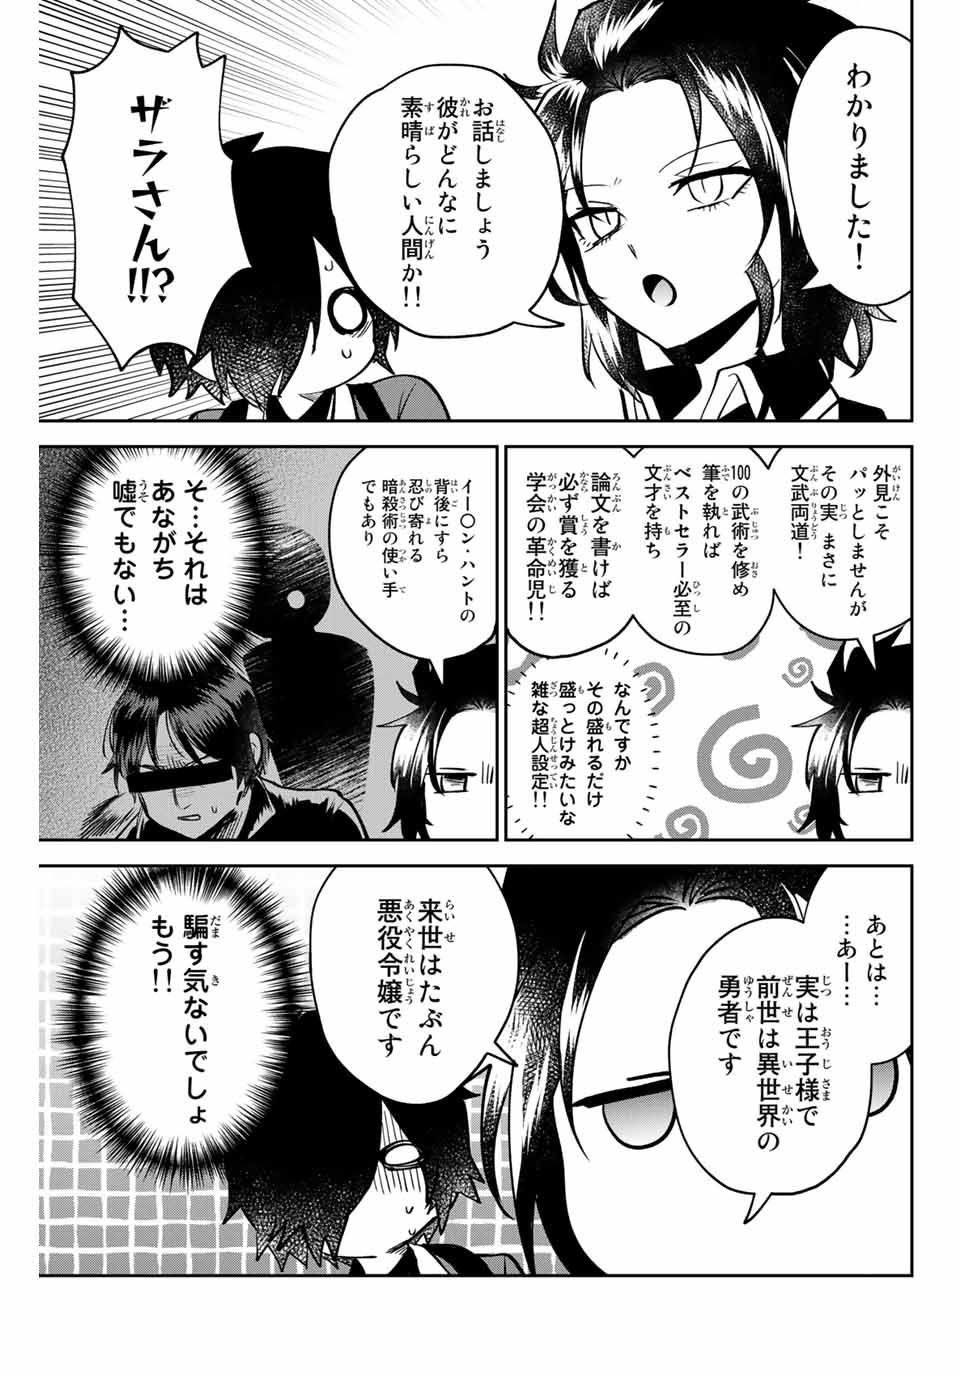 わかりました！
お話しましょう
彼がどんなに
素晴らしい人間か!!
ザラさん!!?
外見こそ
パッとしませんが
その実 まさに
文武両道！
100の武術を修め
筆を執れば
ベストセラー必至の
文才を持ち
論文を書けば
必ず賞を獲る
学会の革命児!!
なんですか
その盛れるだけ
盛っとけみたいな
雑な超人設定!!
イー〇ン・ハントの
背後にすら
忍び寄れる
暗殺術の使い手
でもあり
そ…それは
あながち
嘘でもない…
あとは…
…あー…
実は王子様で
前世は異世界の
勇者です
来世はたぶん
悪役令嬢です
騙す気ないでしょ
もう!!